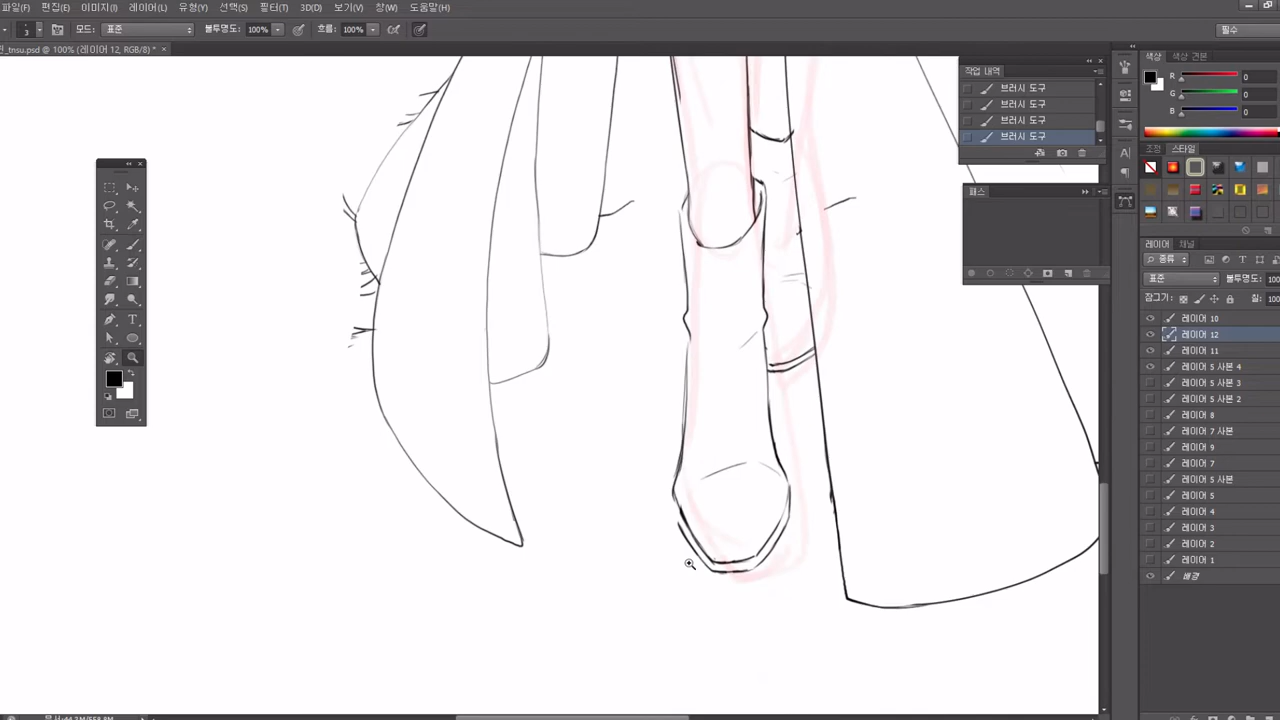 파일(F) 편집(E) 이미지(I) 레이어(L) 유형(Y) 선택(S) 필터(T) 3D(D) 보기(V) 창(W) 도움말(H)
3 모드: 표준 불투명도: 100% 흐름: 100% 필수
_tnsu.psd @ 100% (레이어 12, RGB/8) *
색상 색상 견본
작업 내역
R 0
브러시 도구
G 0
브러시 도구
B 0
브러시 도구
브러시 도구
조정 스타일
패스
레이어 채널
종류
표준 불투명도: 100
잠그기: 칠: 100
레이어 10
레이어 12
레이어 11
레이어 5 사본 4
레이어 5 사본 3
레이어 5 사본 2
레이어 8
레이어 7 사본
레이어 9
레이어 7
레이어 5 사본
레이어 5
레이어 4
레이어 3
레이어 2
레이어 1
배경